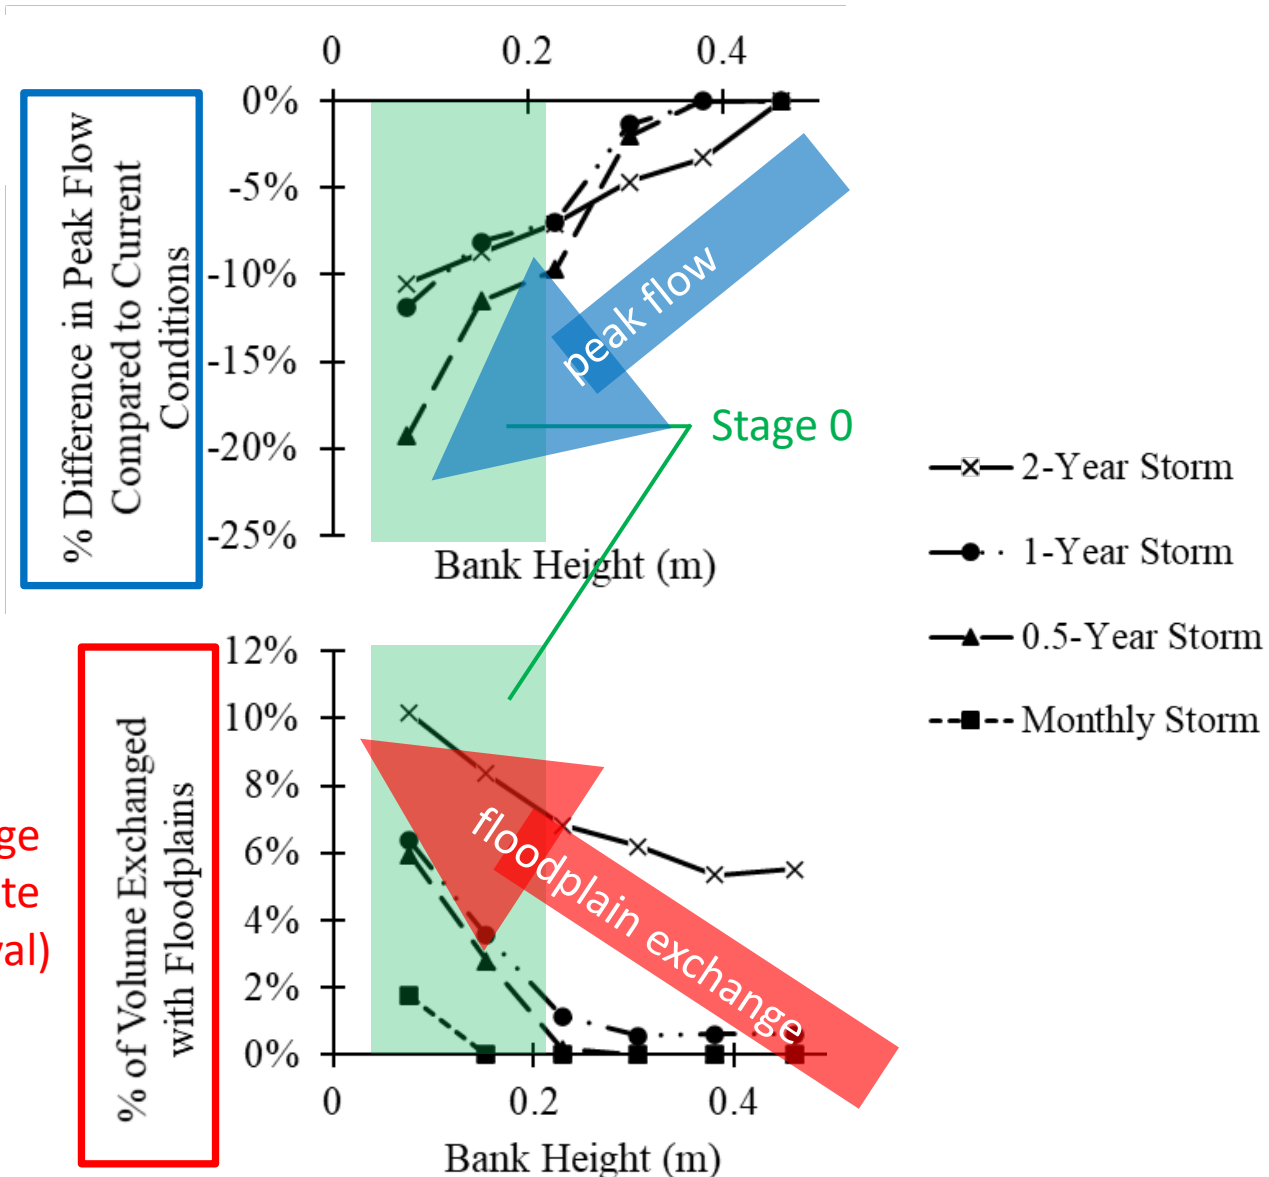 0 0.2 0.4
% Difference in Peak Flow
Compared to Current
Conditions
0%
-5%
-10%
-15%
-20%
-25%
peak flow
Stage 0
Bank Height (m)
2-Year Storm
1-Year Storm
0.5-Year Storm
Monthly Storm
% of Volume Exchanged
with Floodplains
12%
10%
8%
6%
4%
2%
0%
floodplain exchange
0 0.2 0.4
Bank Height (m)
ge
te
val)